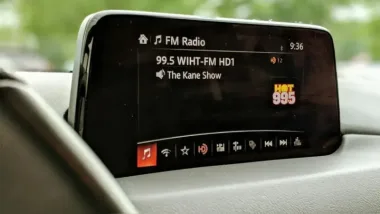 FM Radio 9:36
99.5 WIHT-FM HD1
The Kane Show
HOT
995